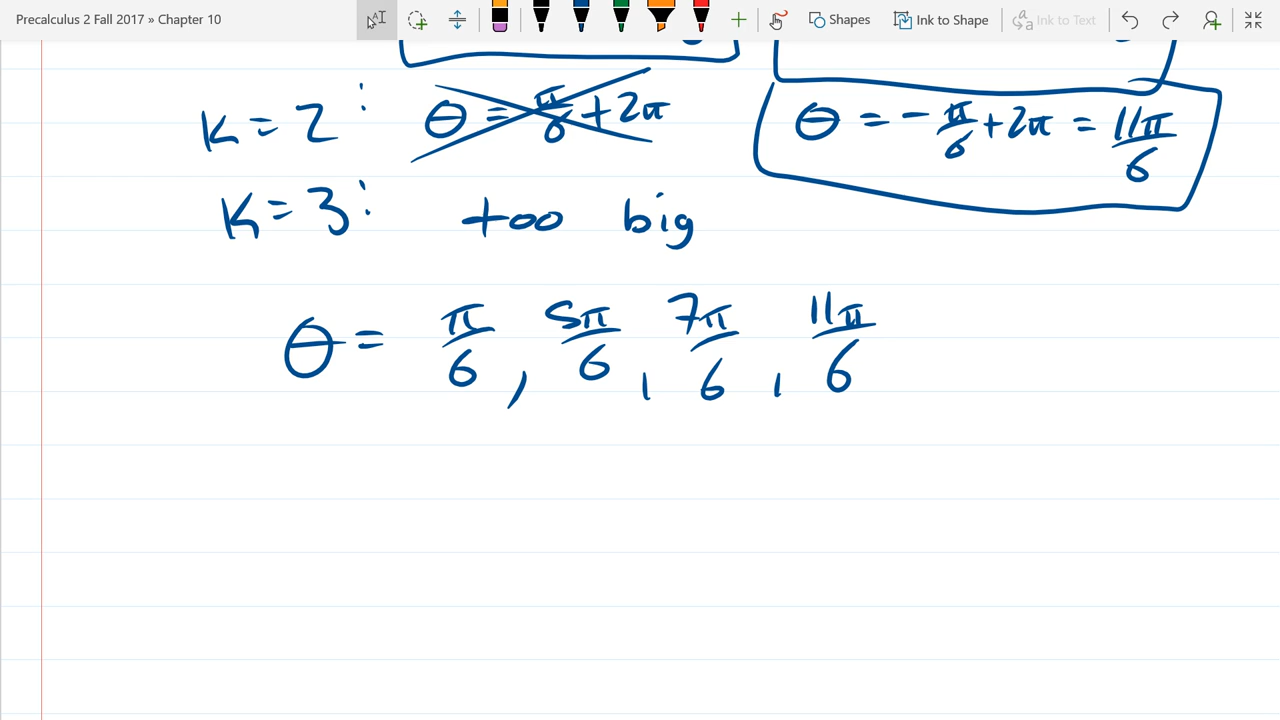 Precalculus 2 Fall 2017 » Chapter 10 Shapes Ink to Shape Ink to Text
K = 2 : θ = π/6 + 2π θ = - π/6 + 2π = 11π/6
K = 3 : too big
θ = π/6 , 5π/6 , 7π/6 , 11π/6